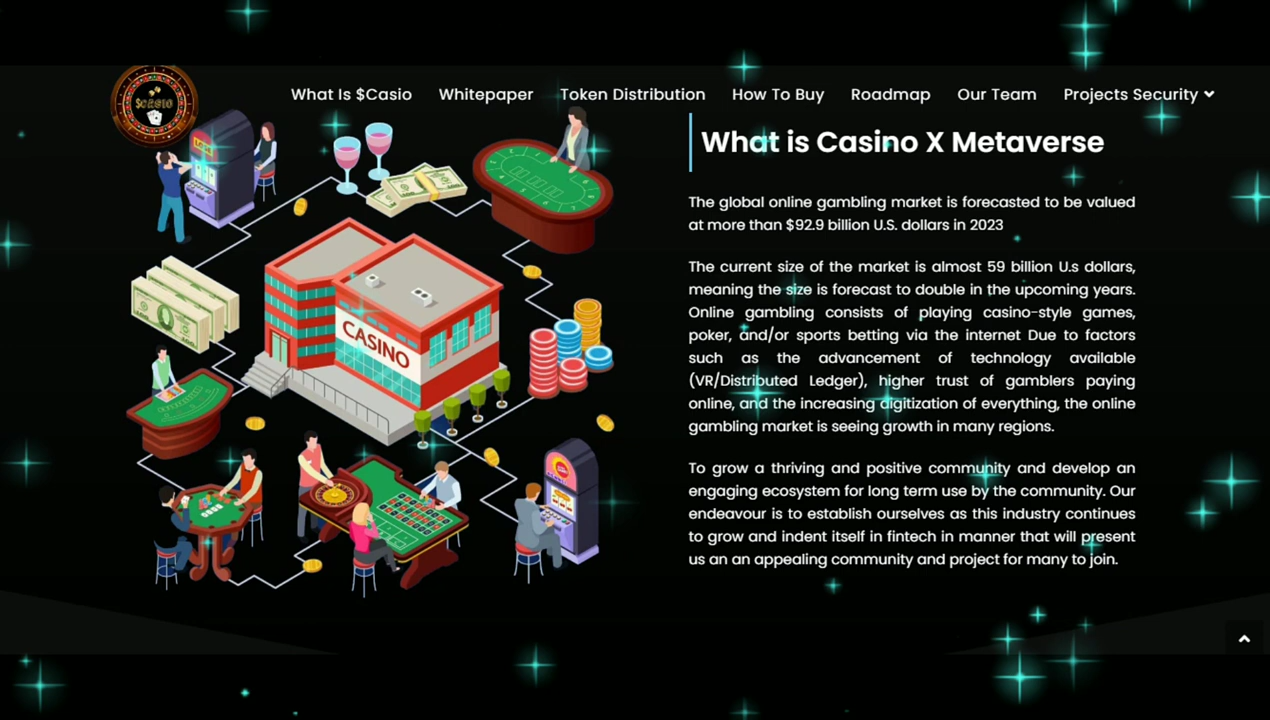 $CASIO
What Is $Casio Whitepaper Token Distribution How To Buy Roadmap Our Team Projects Security
What is Casino X Metaverse
The global online gambling market is forecasted to be valued
at more than $92.9 billion U.S. dollars in 2023
The current size of the market is almost 59 billion U.s dollars,
meaning the size is forecast to double in the upcoming years.
Online gambling consists of playing casino-style games,
poker, and/or sports betting via the internet Due to factors
such as the advancement of technology available
(VR/Distributed Ledger), higher trust of gamblers paying
online, and the increasing digitization of everything, the online
gambling market is seeing growth in many regions.
To grow a thriving and positive community and develop an
engaging ecosystem for long term use by the community. Our
endeavour is to establish ourselves as this industry continues
to grow and indent itself in fintech in manner that will present
us an an appealing community and project for many to join.
CASINO